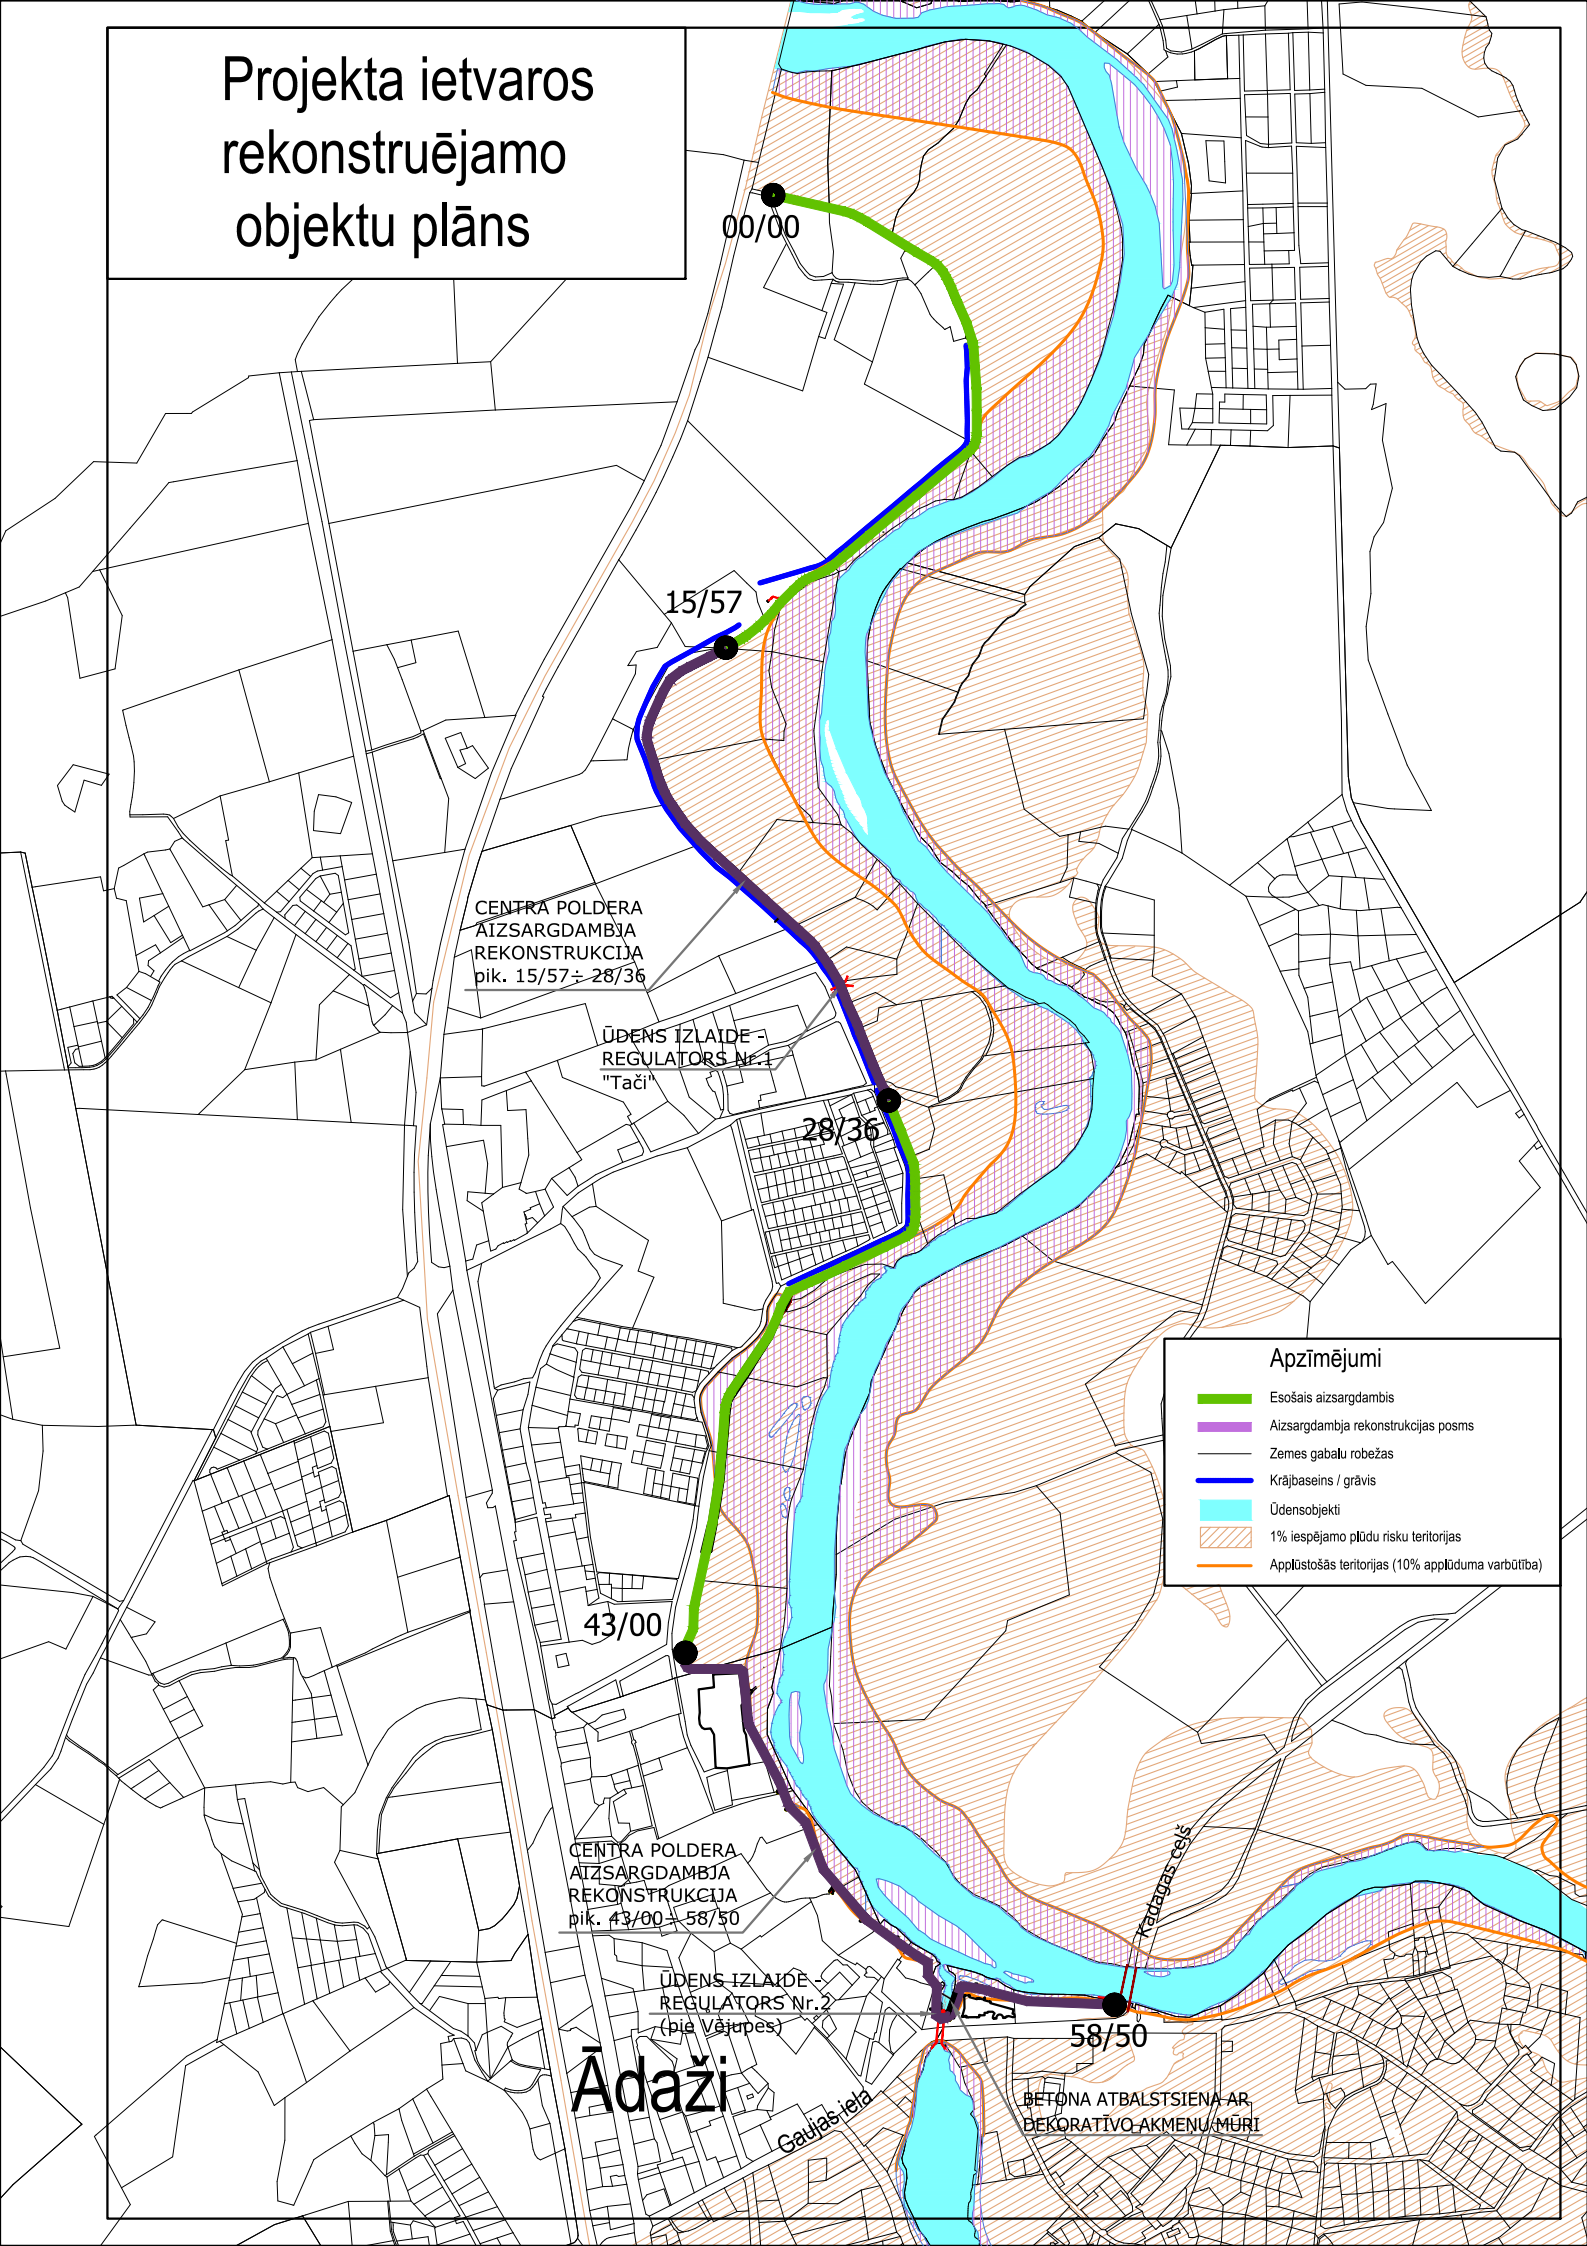 Projekta ietvaros
rekonstruējamo
objektu plāns
00/00
15/57
CENTRA POLDERA
AIZSARGDAMBJA
REKONSTRUKCIJA
pik. 15/57÷ 28/36
ŪDENS IZLAIDE -
REGULATORS Nr.1
"Tači"
28/36
Apzīmējumi
Esošais aizsargdambis
Aizsargdambja rekonstrukcijas posms
Zemes gabalu robežas
Krājbaseins / grāvis
Ūdensobjekti
1% iespējamo plūdu risku teritorijas
Applūstošās teritorijas (10% applūduma varbūtība)
43/00
CENTRA POLDERA
AIZSARGDAMBJA
REKONSTRUKCIJA
pik. 43/00÷ 58/50
Kadagas ceļš
ŪDENS IZLAIDE -
REGULATORS Nr.2
(pie Vējupes)
58/50
Ādaži
Gaujas iela
BETONA ATBALSTSIENA AR
DEKORATĪVO AKMEŅU MŪRI